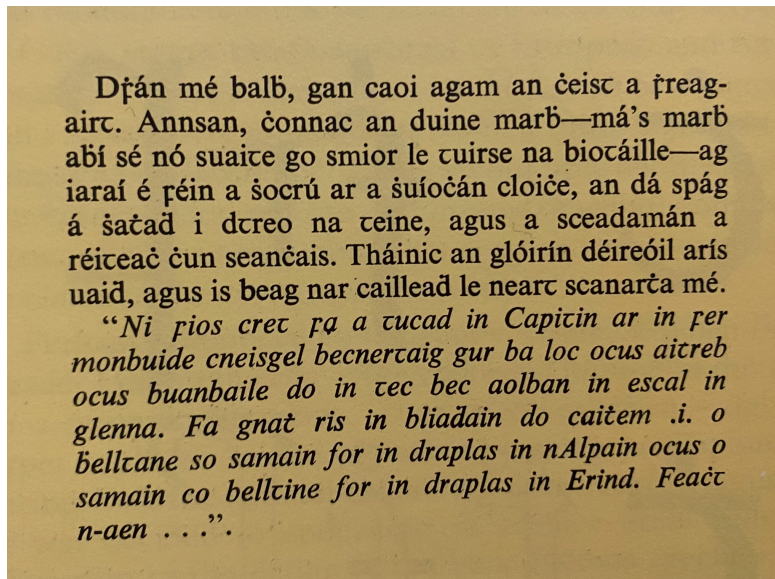 Dḟán mé balḃ, gan caoi agam an ċeist a ḟreag-
airt. Annsan, ċonnac an duine marḃ—má's marḃ
aḃí sé nó suaite go smior le tuirse na biotáille—ag
iaraí é féin a ṡocrú ar a ṡuíoċán cloiċe, an dá spág
á ṡaṫaḋ i dtreo na teine, agus a sceadamán a
réiteaċ ċun seanċais. Tháinic an glóirín déireóil arís
uaiḋ, agus is beag nar cailleaḋ le neart scanarṫa mé.
“Ni fios cret fa a tucad in Capitin ar in fer
monbuide cneisgel becnertaig gur ba loc ocus aitreb
ocus buanbaile do in tec bec aolban in escal in
glenna. Fa gnaṫ ris in bliaḋain do caiṫem .i. o
ḃelltane so samain for in draplas in nAlpain ocus o
samain co belltine for in draplas in Erind. Feaċt
n-aen . . .”.